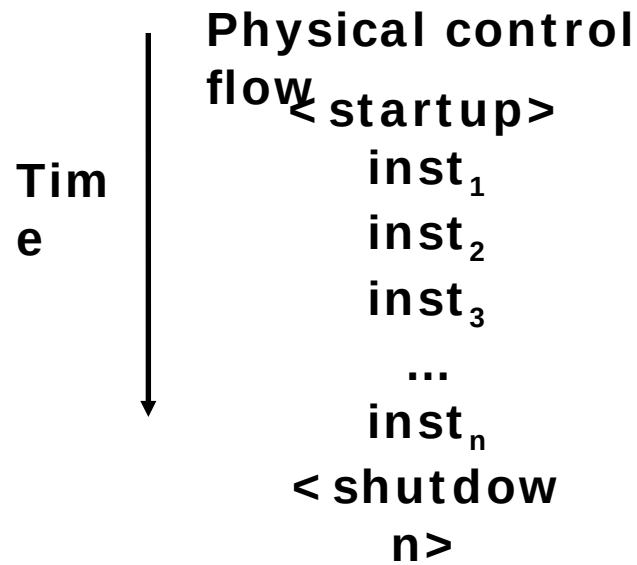 Physical control
flow
<startup>
Tim
e
inst₁
inst₂
inst₃
...
instₙ
<shutdow
n>